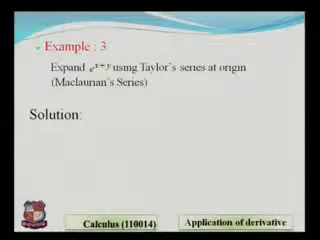 Example : 3
Expand e^{x+y} using Taylor's series at origin
(Maclaurian's Series)
Solution:
Calculus (110014)
Application of derivative